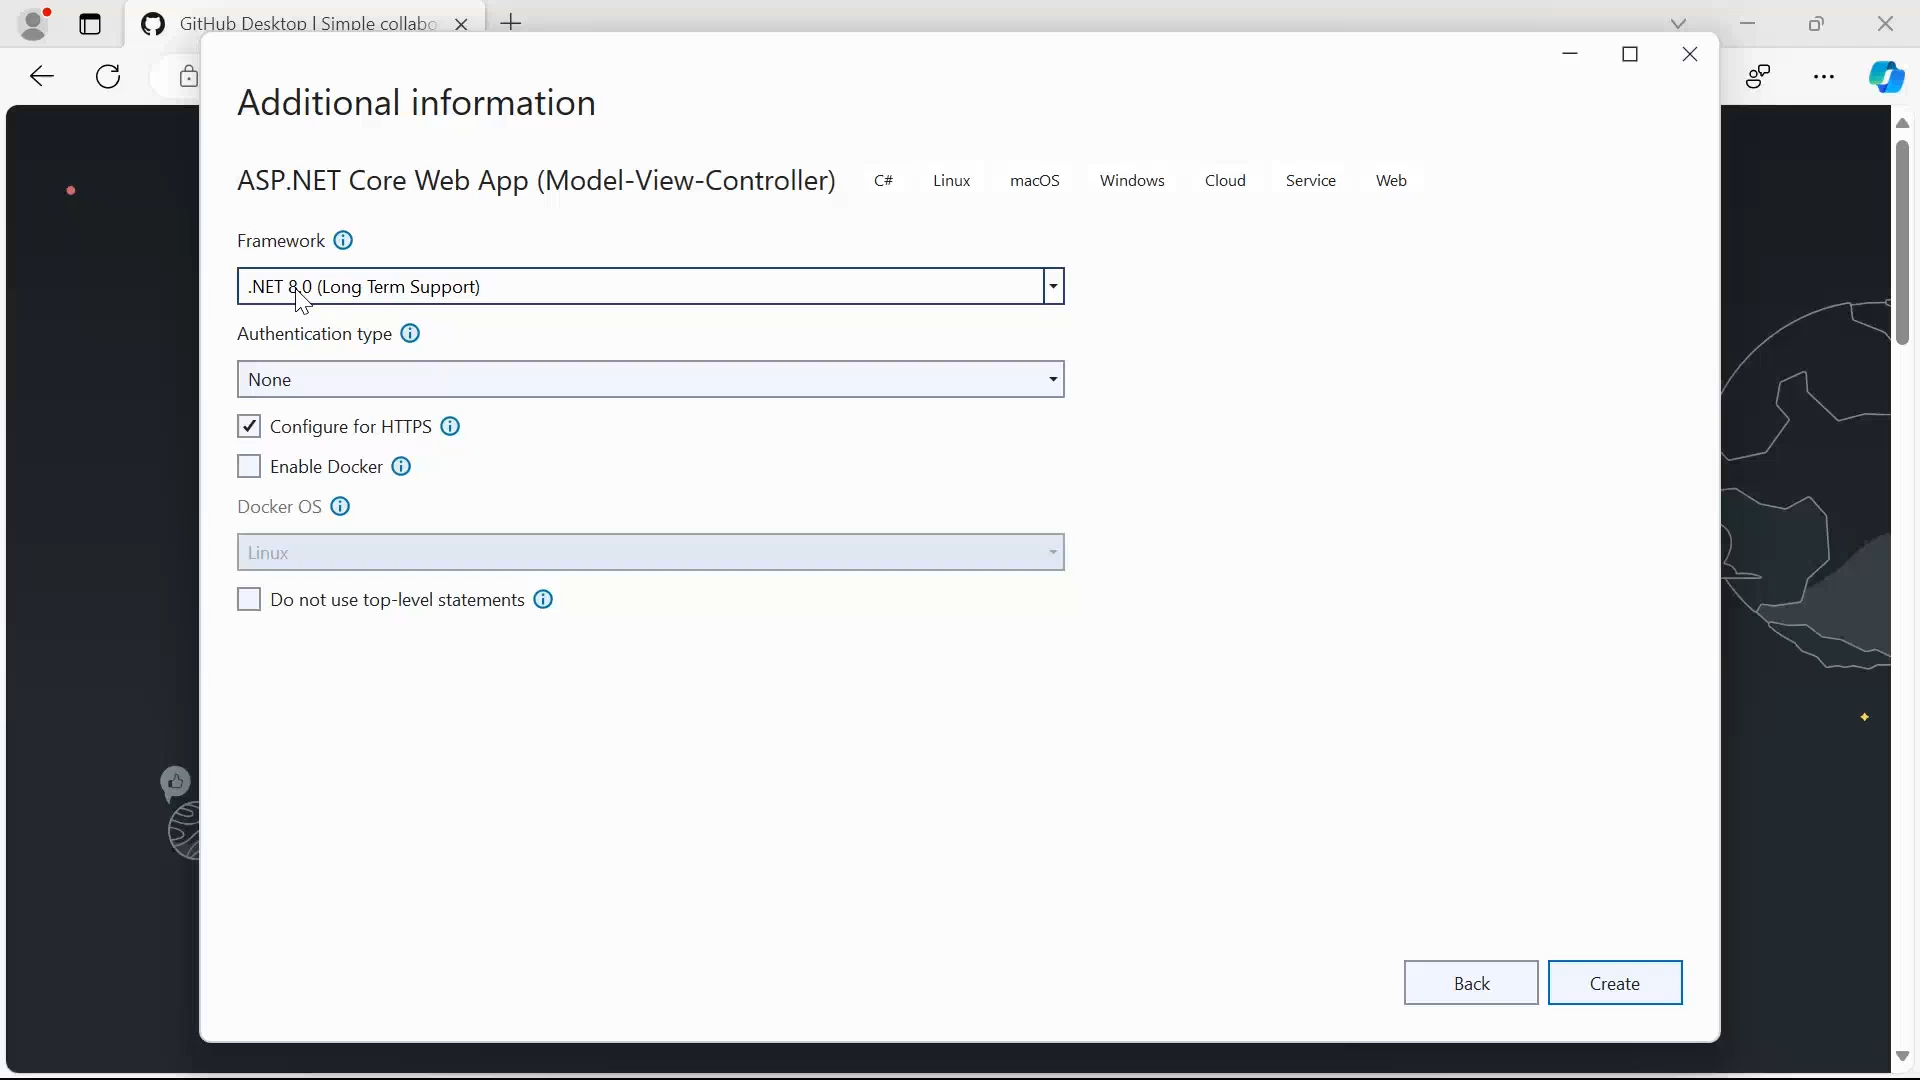 GitHub Desktop | Simple collabo
Additional information
ASP.NET Core Web App (Model-View-Controller) C# Linux macOS Windows Cloud Service Web
Framework
.NET 8.0 (Long Term Support)
Authentication type
None
Configure for HTTPS
Enable Docker
Docker OS
Linux
Do not use top-level statements
Back Create